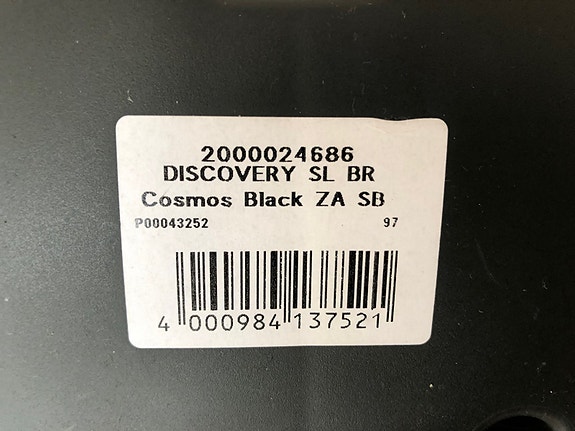 2000024686
DISCOVERY SL BR
Cosmos Black ZA SB
P00043252 97
4 000984 137521